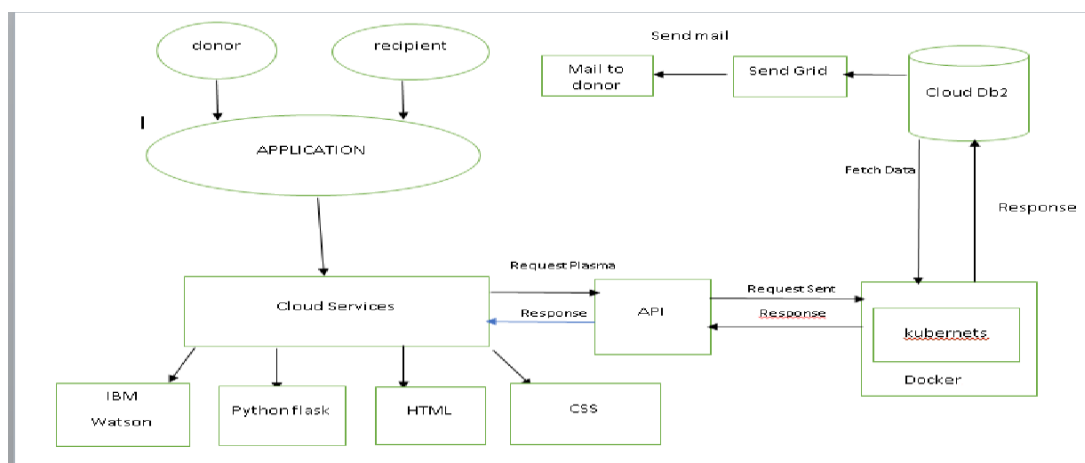 donor
recipient
Send mail
Mail to
donor
Send Grid
Cloud Db2
APPLICATION
Fetch Data
Response
Request Plasma
Cloud Services
Response
API
Request Sent
Response
kubernets
Docker
IBM
Watson
Python flask
HTML
CSS